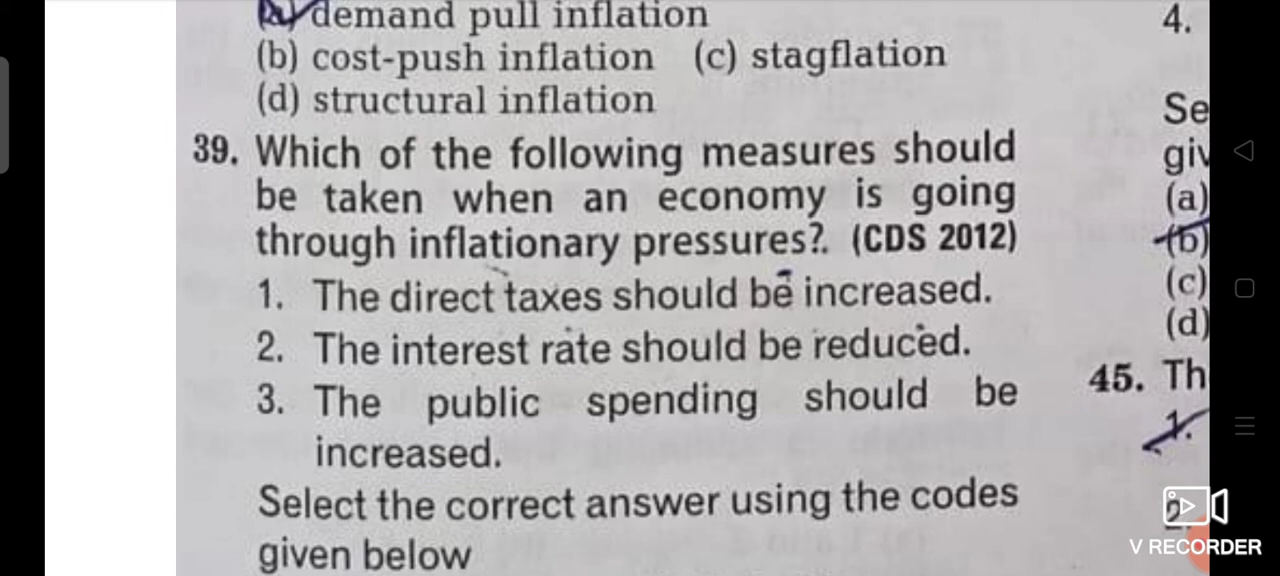 (a) demand pull inflation
(b) cost-push inflation (c) stagflation
(d) structural inflation
39. Which of the following measures should
be taken when an economy is going
through inflationary pressures?. (CDS 2012)
1. The direct taxes should be increased.
2. The interest rate should be reduced.
3. The public spending should be
increased.
Select the correct answer using the codes
given below
4.
Se
giv
(a)
(b)
(c)
(d)
45. Th
1.
2.
V RECORDER